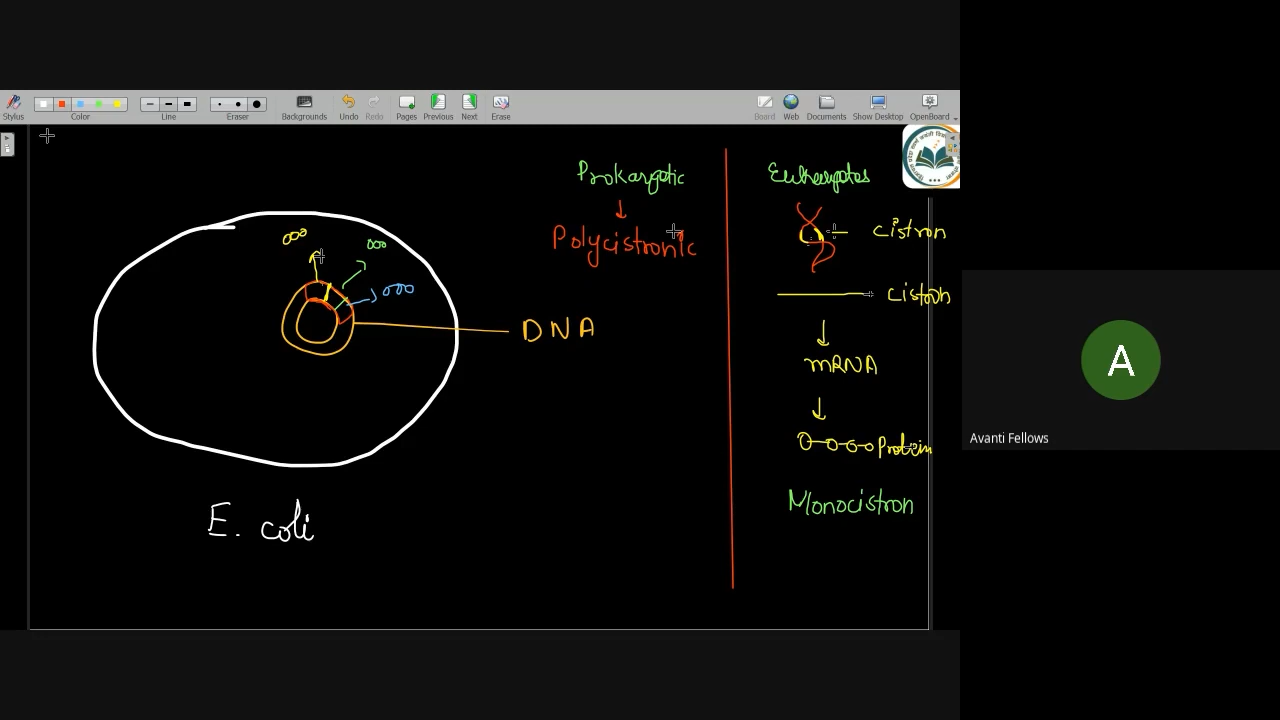 Stylus
Color
Line
Eraser
Backgrounds
Undo
Redo
Pages
Previous
Next
Erase
Board
Web
Documents
Show Desktop
OpenBoard
Prokaryotic
Polycistronic
Eukaryotes
Cistron
Cistron
mRNA
Protein
Monocistron
DNA
E. coli
A
Avanti Fellows